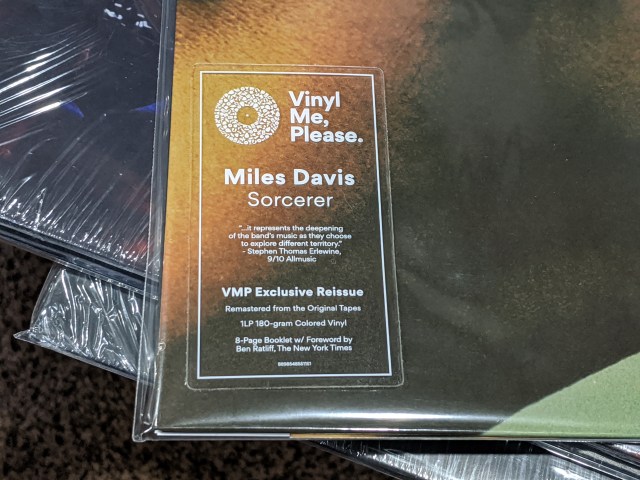 Vinyl
Me,
Please.
Miles Davis
Sorcerer
"...it represents the deepening
of the band's music as they choose
to explore different territory."
- Stephen Thomas Erlewine,
9/10 Allmusic
VMP Exclusive Reissue
Remastered from the Original Tapes
1LP 180-gram Colored Vinyl
8-Page Booklet w/ Foreword by
Ben Ratliff, The New York Times